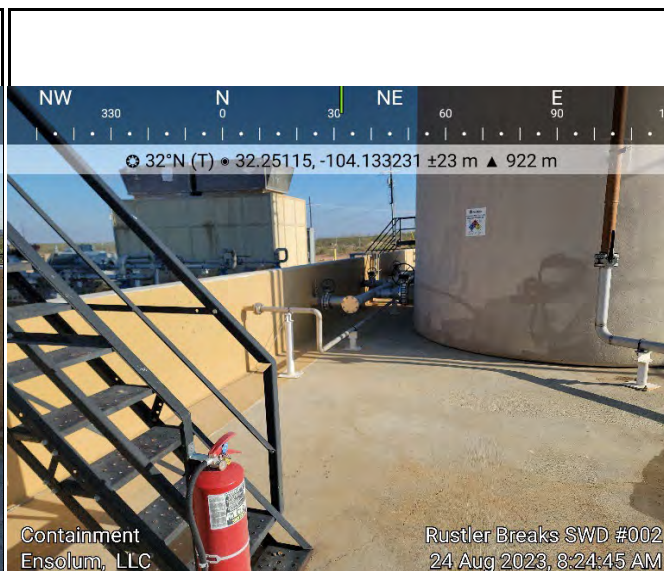 NW N NE E
330 0 30 60 90
32°N (T) 32.25115, -104.133231 ±23 m ▲ 922 m
Containment
Ensolum, LLC
Rustler Breaks SWD #002
24 Aug 2023, 8:24:45 AM